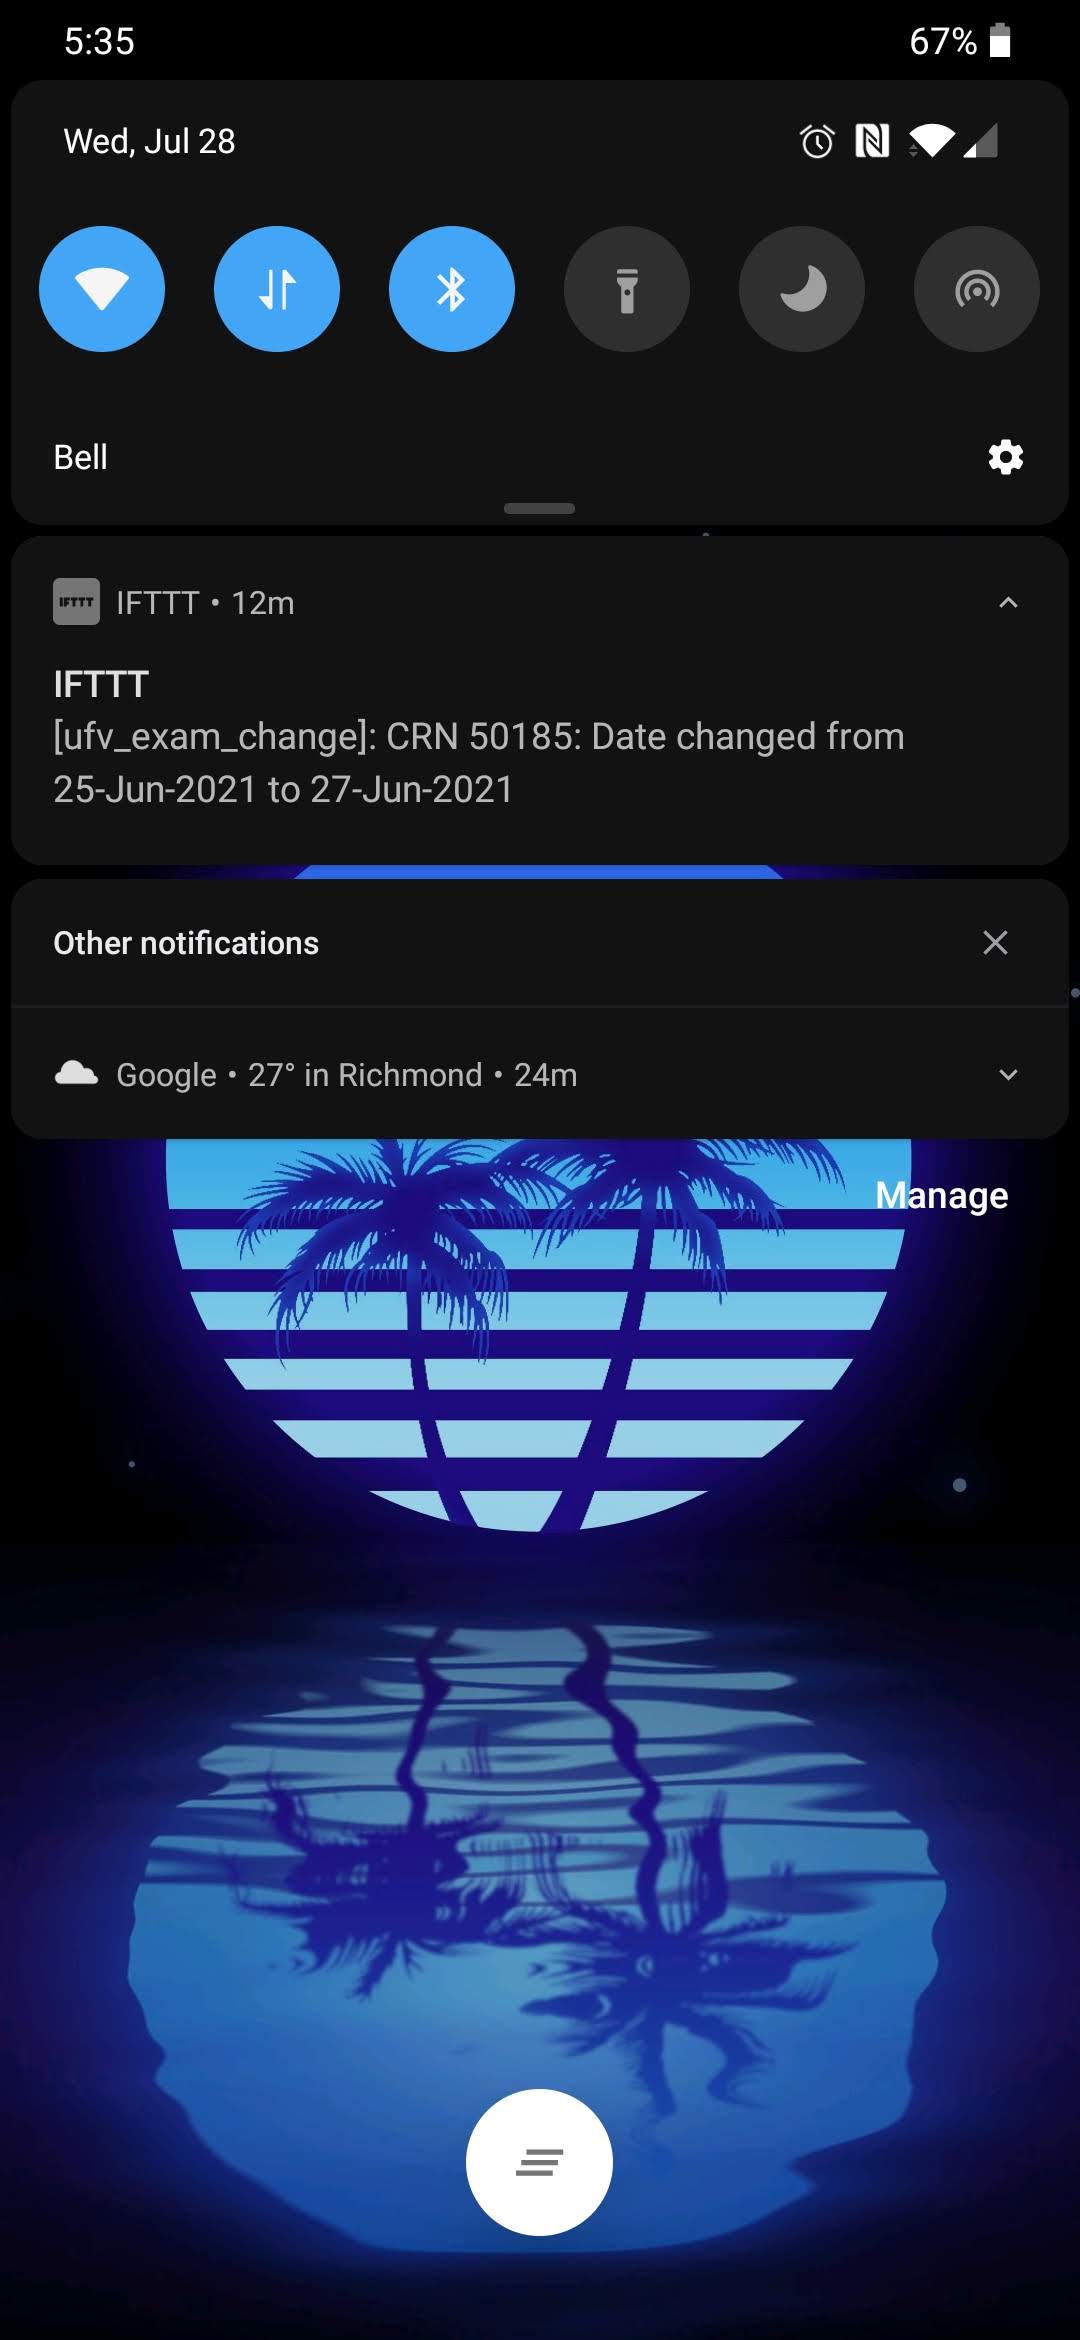 5:35 67%
Wed, Jul 28
Bell
IFTTT IFTTT • 12m
IFTTT
[ufv_exam_change]: CRN 50185: Date changed from
25-Jun-2021 to 27-Jun-2021
Other notifications
Google • 27° in Richmond • 24m
Manage